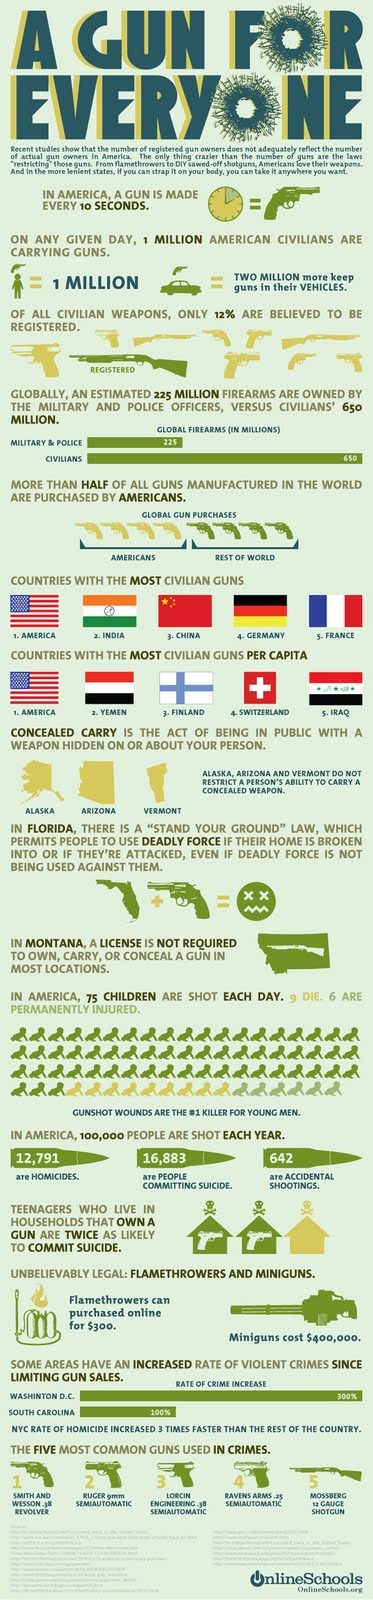 A GUN FOR
EVERYONE
Recent studies show that the number of registered gun owners does not adequately reflect the number
of actual gun owners in America. The only thing crazier than the number of guns are the laws
"restricting" those guns. From flamethrowers to DIY sawed-off shotguns, Americans love their weapons.
And in the more lenient states, if you can strap it on your body, you can take it anywhere you want.
IN AMERICA, A GUN IS MADE
EVERY 10 SECONDS.
=
ON ANY GIVEN DAY, 1 MILLION AMERICAN CIVILIANS ARE
CARRYING GUNS.
= 1 MILLION
= TWO MILLION more keep
guns in their VEHICLES.
OF ALL CIVILIAN WEAPONS, ONLY 12% ARE BELIEVED TO BE
REGISTERED.
REGISTERED
GLOBALLY, AN ESTIMATED 225 MILLION FIREARMS ARE OWNED BY
THE MILITARY AND POLICE OFFICERS, VERSUS CIVILIANS' 650
MILLION.
GLOBAL FIREARMS (IN MILLIONS)
MILITARY & POLICE 225
CIVILIANS 650
MORE THAN HALF OF ALL GUNS MANUFACTURED IN THE WORLD
ARE PURCHASED BY AMERICANS.
GLOBAL GUN PURCHASES
AMERICANS REST OF WORLD
COUNTRIES WITH THE MOST CIVILIAN GUNS
1. AMERICA 2. INDIA 3. CHINA 4. GERMANY 5. FRANCE
COUNTRIES WITH THE MOST CIVILIAN GUNS PER CAPITA
1. AMERICA 2. YEMEN 3. FINLAND 4. SWITZERLAND 5. IRAQ
CONCEALED CARRY IS THE ACT OF BEING IN PUBLIC WITH A
WEAPON HIDDEN ON OR ABOUT YOUR PERSON.
ALASKA, ARIZONA AND VERMONT DO NOT
RESTRICT A PERSON'S ABILITY TO CARRY A
CONCEALED WEAPON.
ALASKA ARIZONA VERMONT
IN FLORIDA, THERE IS A "STAND YOUR GROUND" LAW, WHICH
PERMITS PEOPLE TO USE DEADLY FORCE IF THEIR HOME IS BROKEN
INTO OR IF THEY'RE ATTACKED, EVEN IF DEADLY FORCE IS NOT
BEING USED AGAINST THEM.
+ =
IN MONTANA, A LICENSE IS NOT REQUIRED
TO OWN, CARRY, OR CONCEAL A GUN IN
MOST LOCATIONS.
IN AMERICA, 75 CHILDREN ARE SHOT EACH DAY. 9 DIE. 6 ARE
PERMANENTLY INJURED.
GUNSHOT WOUNDS ARE THE #1 KILLER FOR YOUNG MEN.
IN AMERICA, 100,000 PEOPLE ARE SHOT EACH YEAR.
12,791 16,883 642
are HOMICIDES. are PEOPLE are ACCIDENTAL
COMMITTING SUICIDE. SHOOTINGS.
TEENAGERS WHO LIVE IN
HOUSEHOLDS THAT OWN A
GUN ARE TWICE AS LIKELY
TO COMMIT SUICIDE.
UNBELIEVABLY LEGAL: FLAMETHROWERS AND MINIGUNS.
Flamethrowers can
purchased online
for $300.
Miniguns cost $400,000.
SOME AREAS HAVE AN INCREASED RATE OF VIOLENT CRIMES SINCE
LIMITING GUN SALES.
RATE OF CRIME INCREASE
WASHINTON D.C. 300%
SOUTH CAROLINA 100%
NYC RATE OF HOMICIDE INCREASED 3 TIMES FASTER THAN THE REST OF THE COUNTRY.
THE FIVE MOST COMMON GUNS USED IN CRIMES.
1 2 3 4 5
SMITH AND RUGER 9mm LORCIN RAVENS ARMS .25 MOSSBERG
WESSON .38 SEMIAUTOMATIC ENGINEERING .38 SEMIAUTOMATIC 12 GAUGE
REVOLVER SEMIAUTOMATIC SHOTGUN
OnlineSchools
OnlineSchools.org